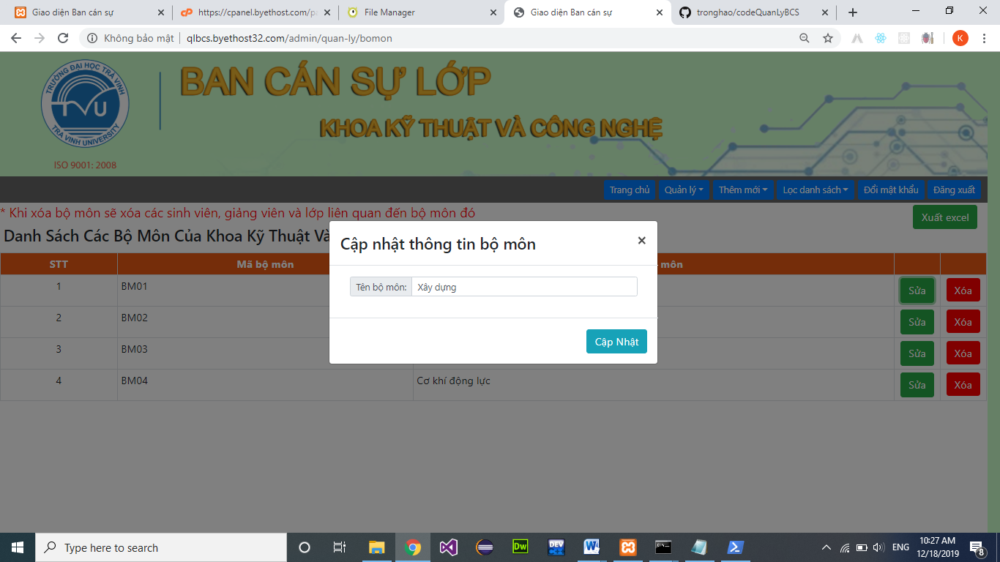 Giao diện Ban cán sự
https://cpanel.byethost.com/pa
File Manager
Giao diện Ban cán sự
tronghao/codeQuanLyBCS
Không bảo mật
qlbcs.byethost32.com/admin/quan-ly/bomon
K
TRƯỜNG ĐẠI HỌC TRÀ VINH
TVU
TRA VINH UNIVERSITY
ISO 9001: 2008
BAN CÁN SỰ LỚP
KHOA KỸ THUẬT VÀ CÔNG NGHỆ
Trang chủ Quản lý Thêm mới Lọc danh sách Đổi mật khẩu Đăng xuất
* Khi xóa bộ môn sẽ xóa các sinh viên, giảng viên và lớp liên quan đến bộ môn đó
Xuất excel
Danh Sách Các Bộ Môn Của Khoa Kỹ Thuật Và
STT Mã bộ môn môn
1 BM01 Sửa Xóa
2 BM02 Sửa Xóa
3 BM03 Sửa Xóa
4 BM04 Cơ khí động lực Sửa Xóa
Cập nhật thông tin bộ môn
×
Tên bộ môn: Xây dựng
Cập Nhật
Type here to search
Dw
DEV
ENG
10:27 AM
12/18/2019
8